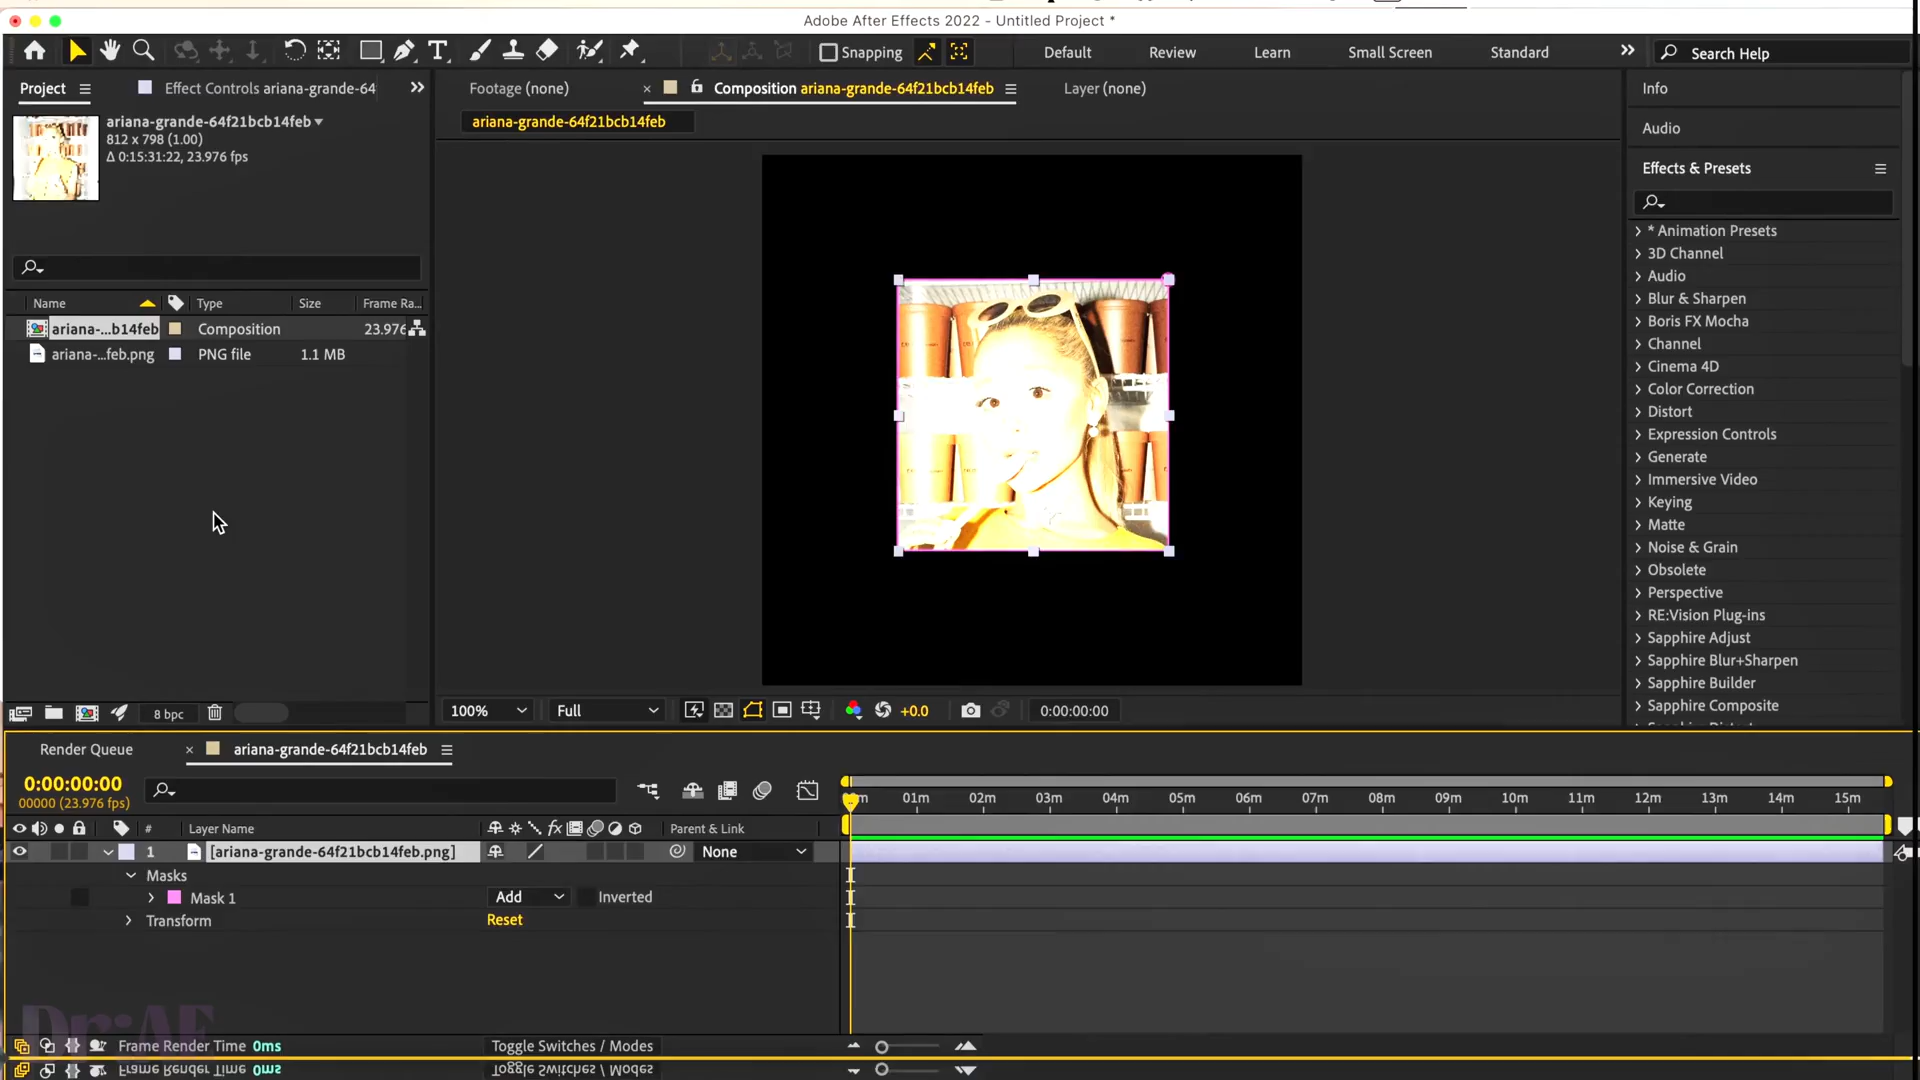 Adobe After Effects 2022 - Untitled Project *
Snapping
Default
Review
Learn
Small Screen
Standard
Search Help
Project
Effect Controls ariana-grande-64
Footage (none)
Composition ariana-grande-64f21bcb14feb
Layer (none)
Info
ariana-grande-64f21bcb14feb
812 x 798 (1.00)
Δ 0:15:31:22, 23.976 fps
ariana-grande-64f21bcb14feb
Audio
Effects & Presets
* Animation Presets
3D Channel
Audio
Blur & Sharpen
Boris FX Mocha
Channel
Cinema 4D
Color Correction
Distort
Expression Controls
Generate
Immersive Video
Keying
Matte
Noise & Grain
Obsolete
Perspective
RE:Vision Plug-ins
Sapphire Adjust
Sapphire Blur+Sharpen
Sapphire Builder
Sapphire Composite
Name
Type
Size
Frame Ra...
ariana-...b14feb
Composition
23.976
ariana-...feb.png
PNG file
1.1 MB
8 bpc
100%
Full
+0.0
0:00:00:00
Render Queue
ariana-grande-64f21bcb14feb
0:00:00:00
00000 (23.976 fps)
01m 02m 03m 04m 05m 06m 07m 08m 09m 10m 11m 12m 13m 14m 15m
# Layer Name
fx
Parent & Link
1 [ariana-grande-64f21bcb14feb.png]
None
Masks
Mask 1
Add
Inverted
Transform
Reset
Dr:AE
Frame Render Time 0ms
Toggle Switches / Modes